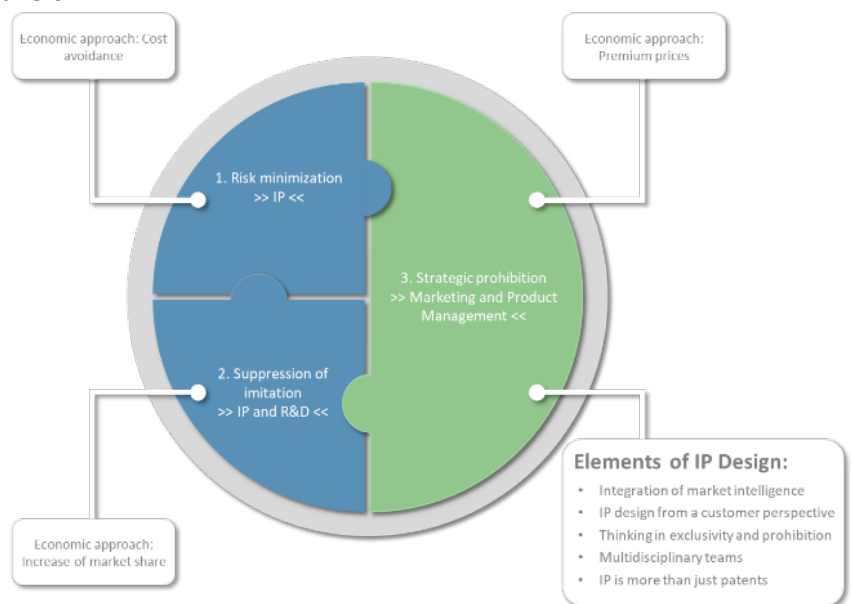 Economic approach: Cost
avoidance
Economic approach:
Premium prices
1. Risk minimization
>> IP <<
3. Strategic prohibition
>> Marketing and Product
Management <<
2. Suppression of
imitation
>> IP and R&D <<
Economic approach:
Increase of market share
Elements of IP Design:
• Integration of market intelligence
• IP design from a customer perspective
• Thinking in exclusivity and prohibition
• Multidisciplinary teams
• IP is more than just patents